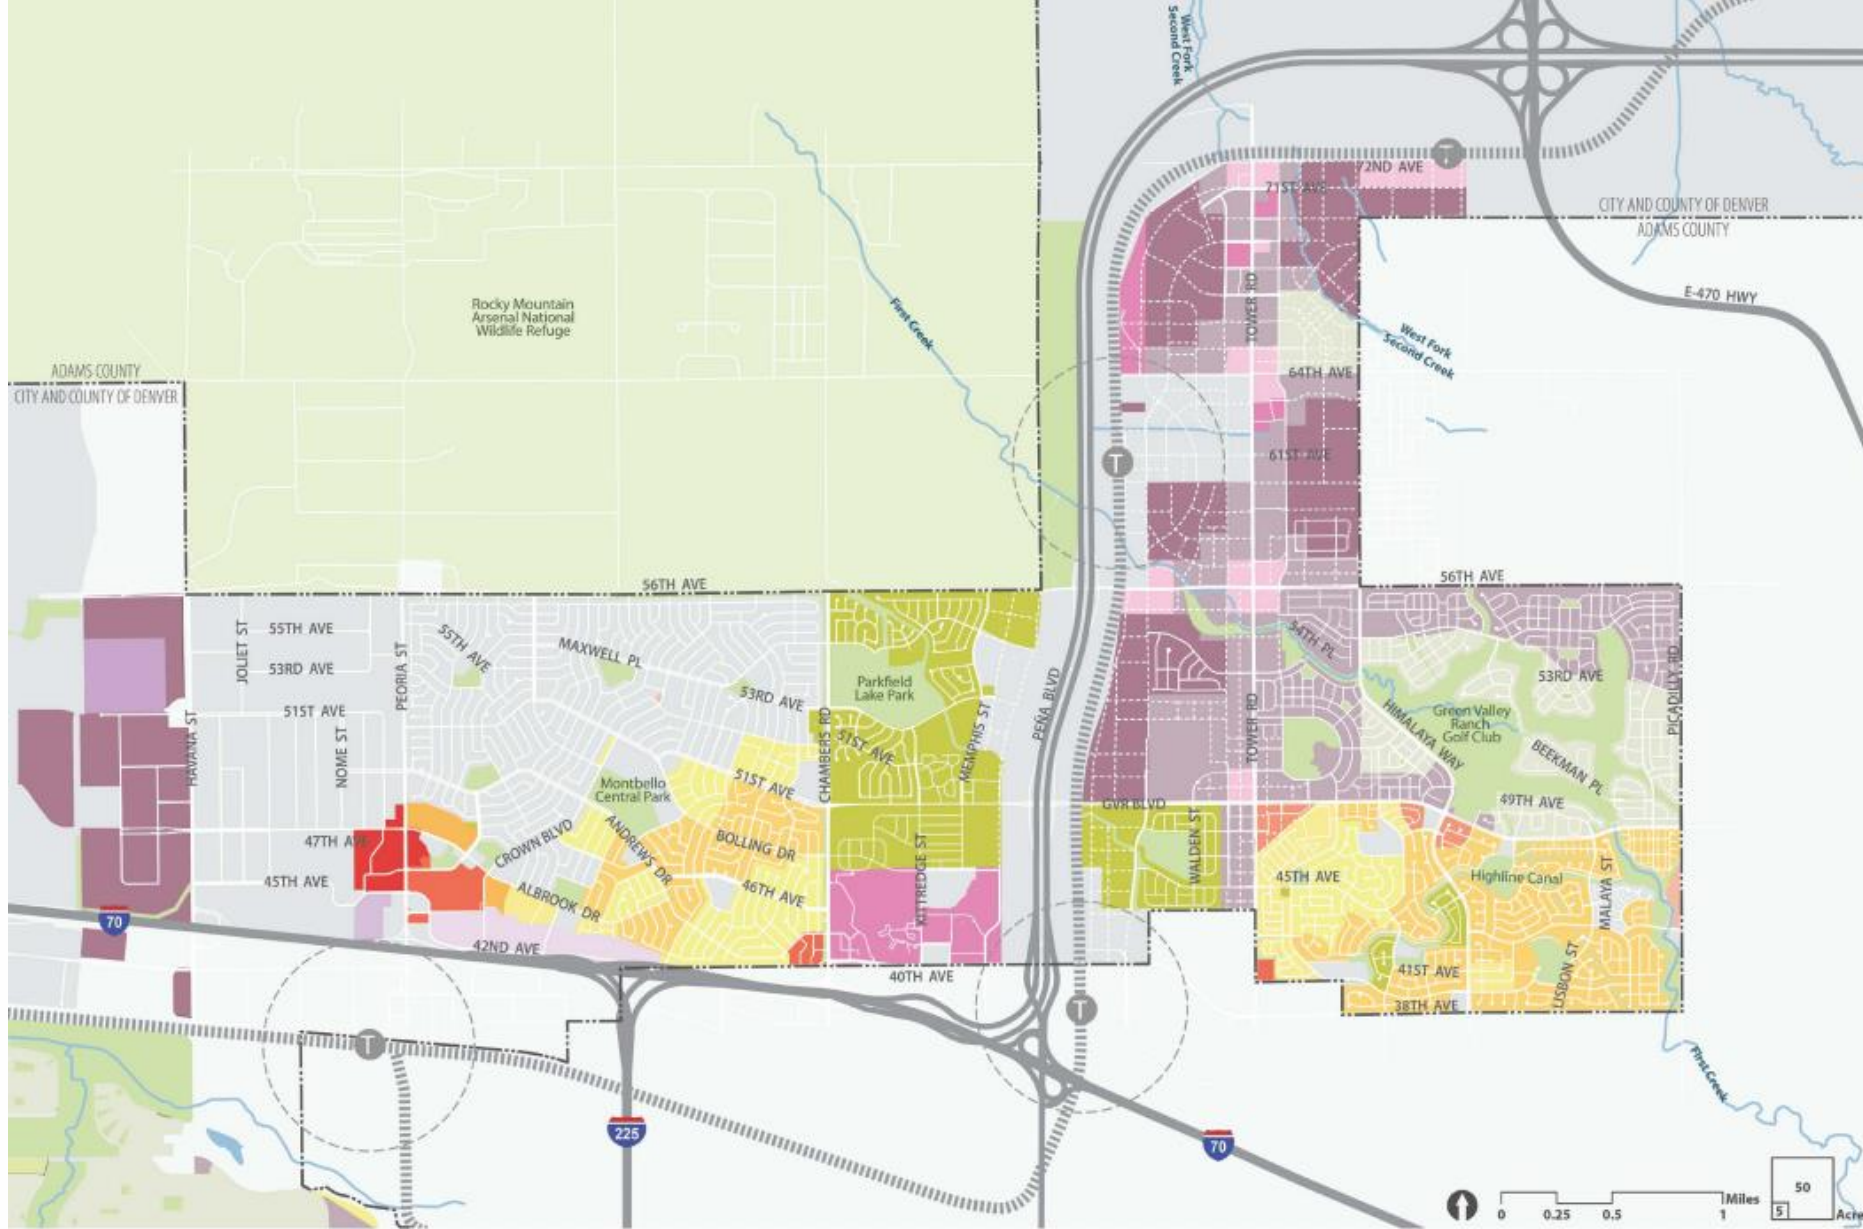 West Fork
Second Creek
T
72ND AVE
71ST AVE
CITY AND COUNTY OF DENVER
ADAMS COUNTY
E-470 HWY
TOWER RD
Rocky Mountain
Arsenal National
Wildlife Refuge
First Creek
West Fork
Second Creek
64TH AVE
ADAMS COUNTY
CITY AND COUNTY OF DENVER
61ST AVE
T
56TH AVE
56TH AVE
JOLIET ST
55TH AVE
53RD AVE
PEORIA ST
55TH AVE
MAXWELL PL
53RD AVE
Parkfield
Lake Park
54TH PL
53RD AVE
PICADILLY RD
51ST AVE
HAVANA ST
NOME ST
CHAMBERS RD
51ST AVE
MEMPHIS ST
PEÑA BLVD
TOWER RD
HIMALAYA WAY
Green Valley
Ranch
Golf Club
BEEKMAN PL
Montbello
Central Park
51ST AVE
GVR BLVD
49TH AVE
47TH AVE
CROWN BLVD
ANDREWS DR
BOLLING DR
KITTREDGE ST
WALDEN ST
45TH AVE
ALBROOK DR
46TH AVE
45TH AVE
Highline Canal
MALAYA ST
70
42ND AVE
40TH AVE
41ST AVE
LISBON ST
38TH AVE
T
T
First Creek
225
70
0
0.25
0.5
1
Miles
50
5